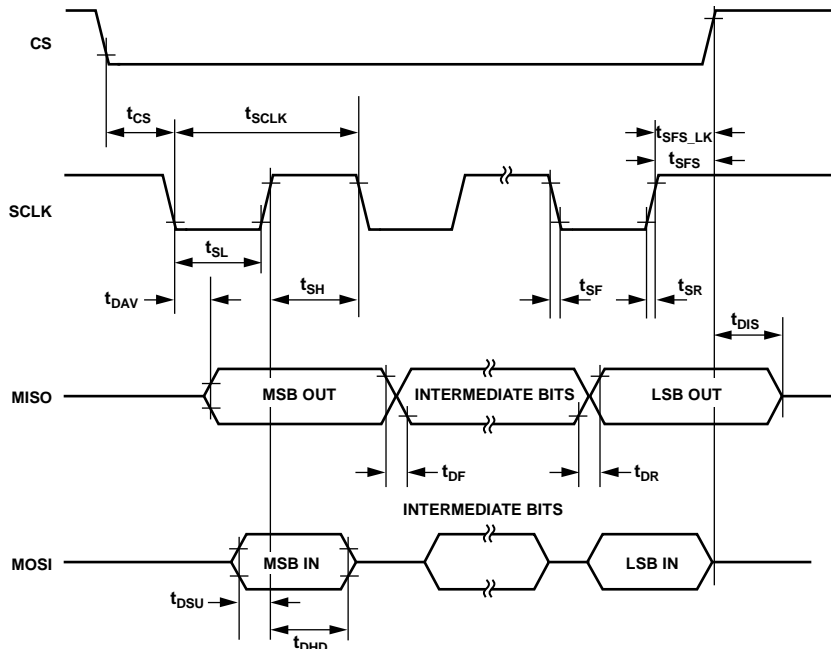 CS
tCS
tSCLK
tSFS_LK
tSFS
SCLK
tSL
tSH
tSF
tSR
tDAV
tDIS
MISO
MSB OUT
INTERMEDIATE BITS
LSB OUT
tDF
tDR
INTERMEDIATE BITS
MOSI
MSB IN
LSB IN
tDSU
tDHD